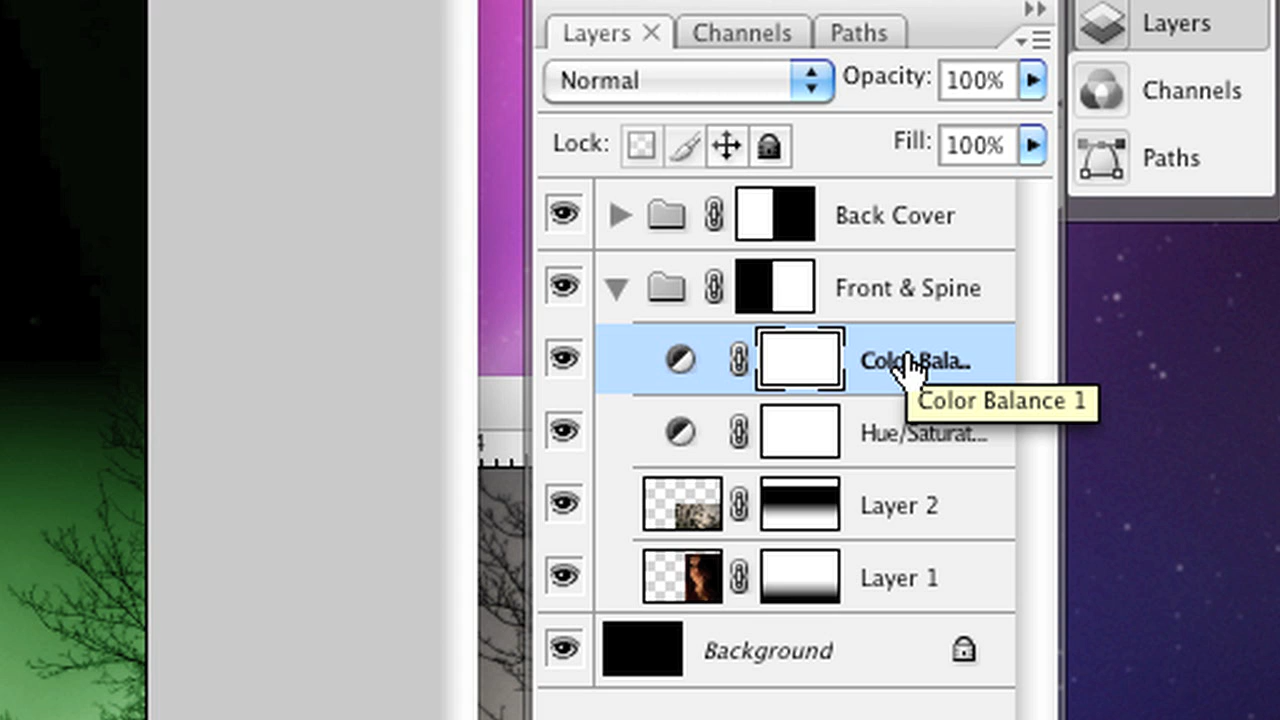 Layers Channels Paths
Normal Opacity: 100%
Lock: Fill: 100%
Back Cover
Front & Spine
Color Bala...
Color Balance 1
Hue/Saturat...
Layer 2
Layer 1
Background
4
Layers
Channels
Paths